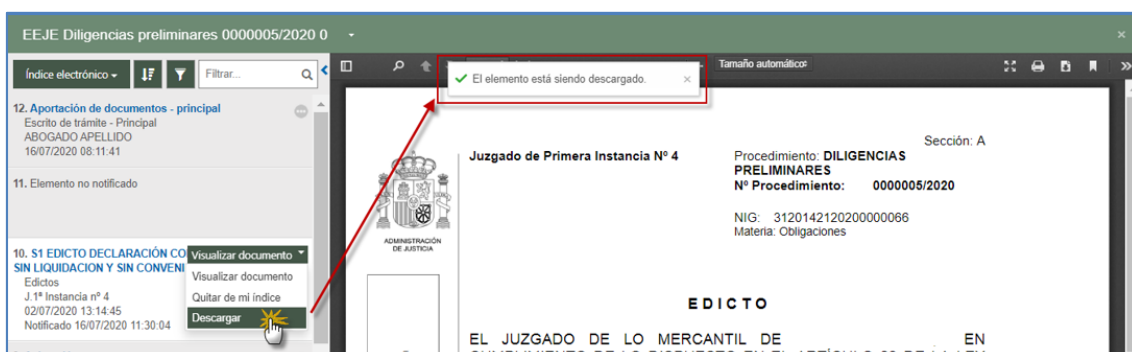 EEJE Diligencias preliminares 0000005/2020 0
Índice electrónico
Filtrar...
El elemento está siendo descargado.
Tamaño automático
12. Aportación de documentos - principal
Escrito de trámite - Principal
ABOGADO APELLIDO
16/07/2020 08:11:41
11. Elemento no notificado
10. S1 EDICTO DECLARACIÓN CO
SIN LIQUIDACION Y SIN CONVENI
Edictos
J.1ª Instancia nº 4
02/07/2020 13:14:45
Notificado 16/07/2020 11:30:04
Visualizar documento
Visualizar documento
Quitar de mi índice
Descargar
Sección: A
Juzgado de Primera Instancia Nº 4
Procedimiento: DILIGENCIAS
PRELIMINARES
Nº Procedimiento: 0000005/2020
NIG: 3120142120200000066
Materia: Obligaciones
ADMINISTRACIÓN
DE JUSTICIA
EDICTO
EL JUZGADO DE LO MERCANTIL DE EN